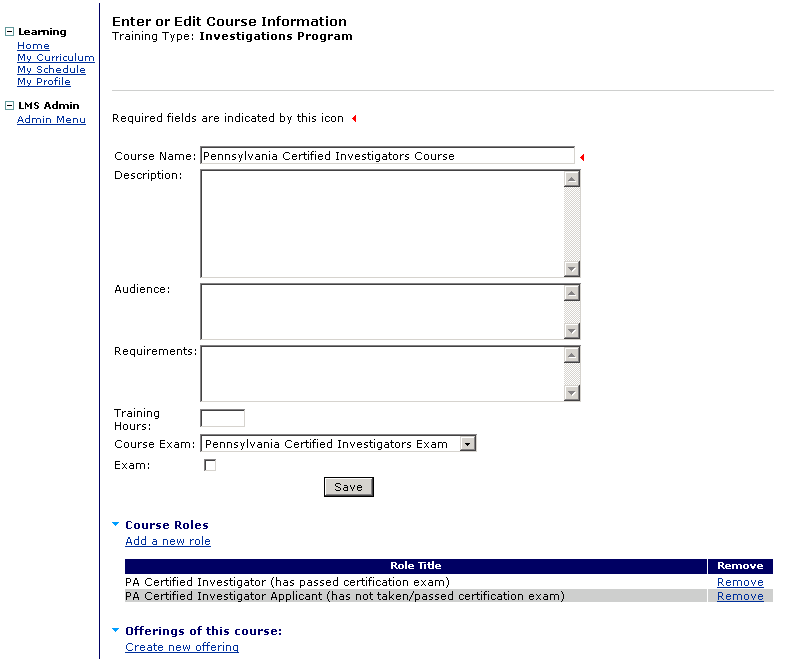 Learning
Home
My Curriculum
My Schedule
My Profile
LMS Admin
Admin Menu
Enter or Edit Course Information
Training Type: Investigations Program
Required fields are indicated by this icon
Course Name: Pennsylvania Certified Investigators Course
Description:
Audience:
Requirements:
Training
Hours:
Course Exam: Pennsylvania Certified Investigators Exam
Exam:
Save
Course Roles
Add a new role
Role Title Remove
PA Certified Investigator (has passed certification exam) Remove
PA Certified Investigator Applicant (has not taken/passed certification exam) Remove
Offerings of this course:
Create new offering